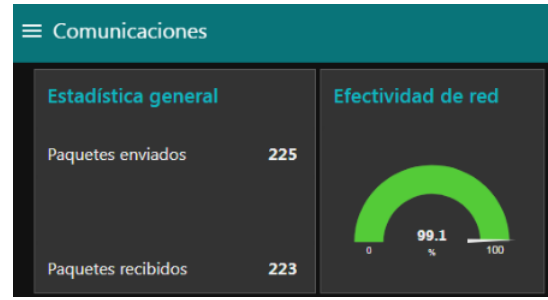 Comunicaciones
Estadística general
Paquetes enviados 225
Paquetes recibidos 223
Efectividad de red
99.1
%
0
100